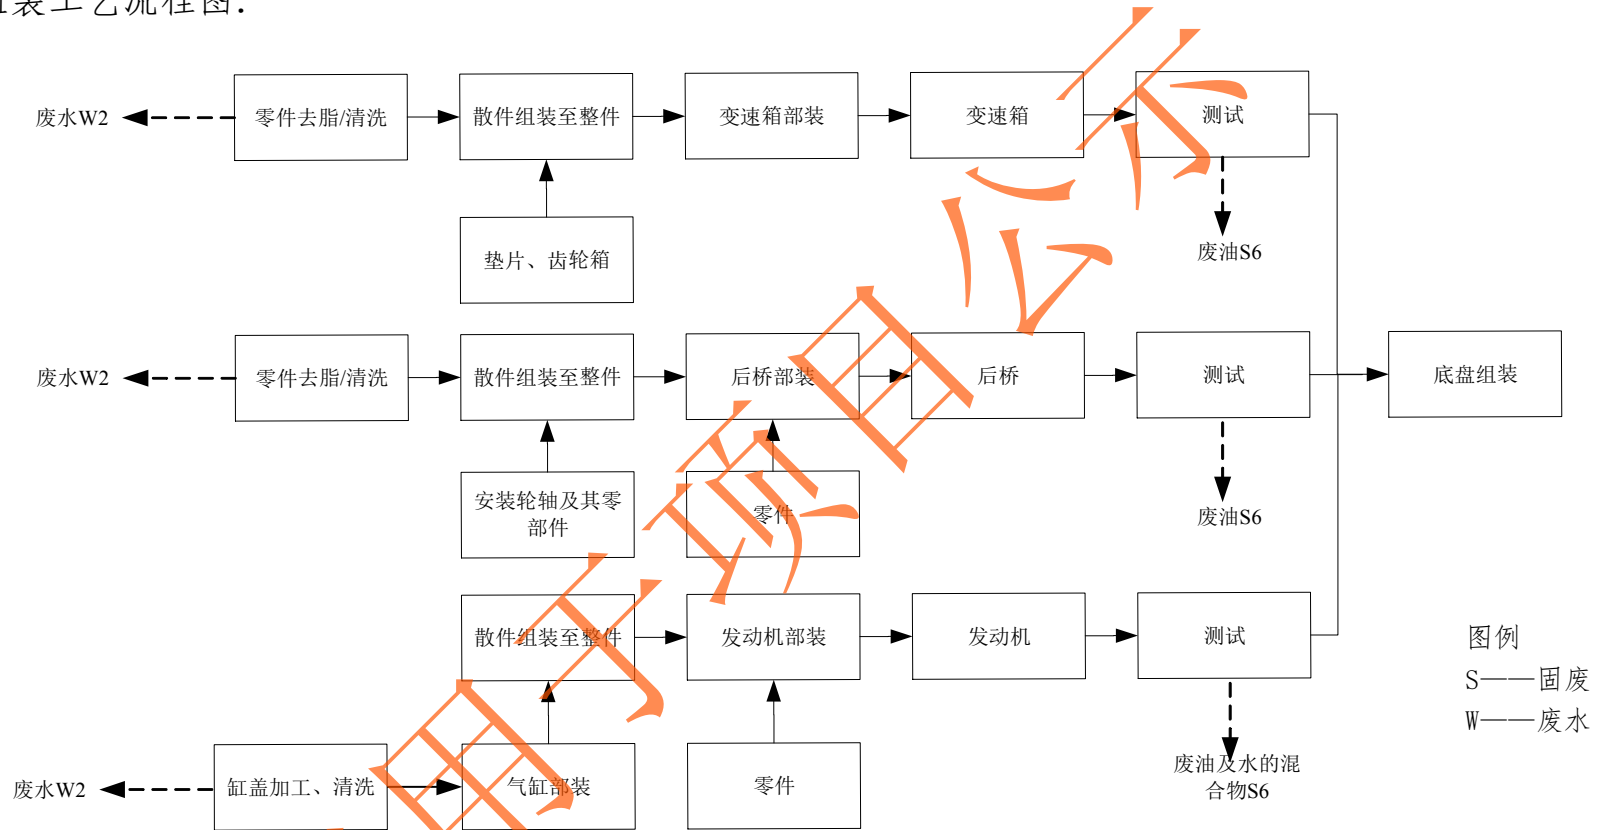 装工艺流程图：
废水W2
零件去脂/清洗
散件组装至整件
变速箱部装
变速箱
测试
垫片、齿轮箱
废油S6
废水W2
零件去脂/清洗
散件组装至整件
后桥部装
后桥
测试
底盘组装
安装轮轴及其零
部件
零件
废油S6
散件组装至整件
发动机部装
发动机
测试
图例
S——固废
W——废水
废水W2
缸盖加工、清洗
气缸部装
零件
废油及水的混
合物S6
用于项目公示